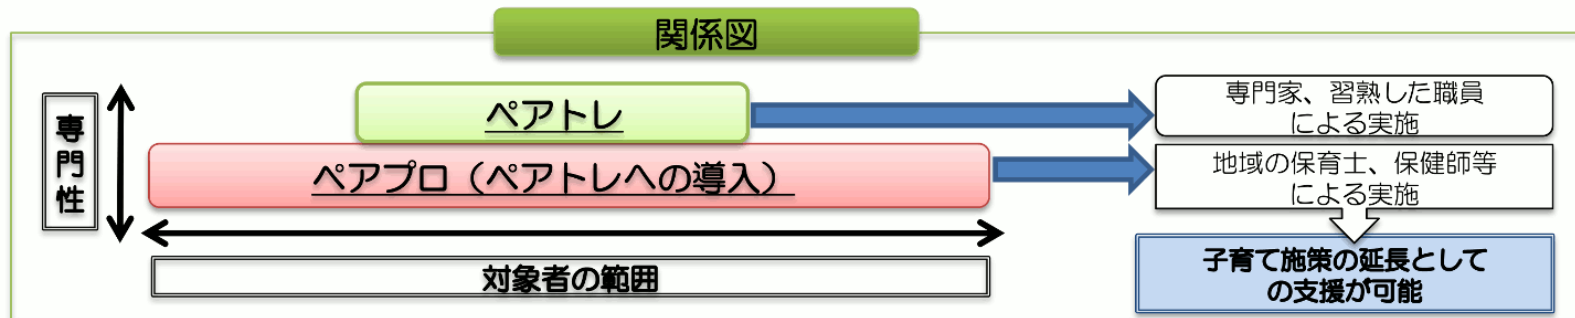 関係図
専門性
ペアトレ
専門家、習熟した職員
による実施
ペアプロ（ペアトレへの導入）
地域の保育士、保健師等
による実施
対象者の範囲
子育て施策の延長として
の支援が可能